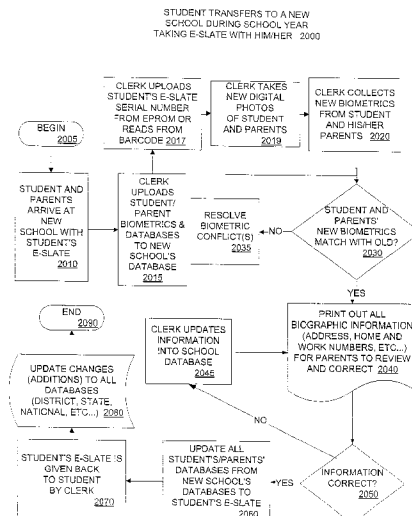 STUDENT TRANSFERS TO A NEW
SCHOOL DURING SCHOOL YEAR
TAKING E-SLATE WITH HIM/HER 2000
BEGIN
2005
STUDENT AND
PARENTS
ARRIVE AT
NEW
SCHOOL WITH
STUDENT'S
E-SLATE
2010
CLERK
UPLOADS
STUDENT/
PARENT
BIOMETRICS &
DATABASES
TO NEW
SCHOOL'S
DATABASE
2015
CLERK UPLOADS
STUDENT'S E-SLATE
SERIAL NUMBER
FROM EPROM OR
READS FROM
BARCODE 2017
CLERK TAKES
NEW DIGITAL
PHOTOS
OF STUDENT
AND PARENTS
2019
CLERK COLLECTS
NEW BIOMETRICS
FROM STUDENT
AND HIS/HER
PARENTS 2020
STUDENT AND
PARENTS'
NEW BIOMETRICS
MATCH WITH OLD?
2030
NO
RESOLVE
BIOMETRIC
CONFLICT(S)
2035
YES
PRINT OUT ALL
BIOGRAPHIC INFORMATION
(ADDRESS, HOME AND
WORK NUMBERS, ETC...)
FOR PARENTS TO REVIEW
AND CORRECT 2040
CLERK UPDATES
INFORMATION
INTO SCHOOL
DATABASE
2045
NO
INFORMATION
CORRECT?
2050
YES
UPDATE ALL
STUDENT'S/PARENTS'
DATABASES FROM
NEW SCHOOL'S
DATABASES TO
STUDENT'S E-SLATE
2060
STUDENT'S E-SLATE IS
GIVEN BACK
TO STUDENT
BY CLERK
2070
UPDATE CHANGES
(ADDITIONS) TO ALL
DATABASES
(DISTRICT, STATE,
NATIONAL, ETC...) 2080
END
2090